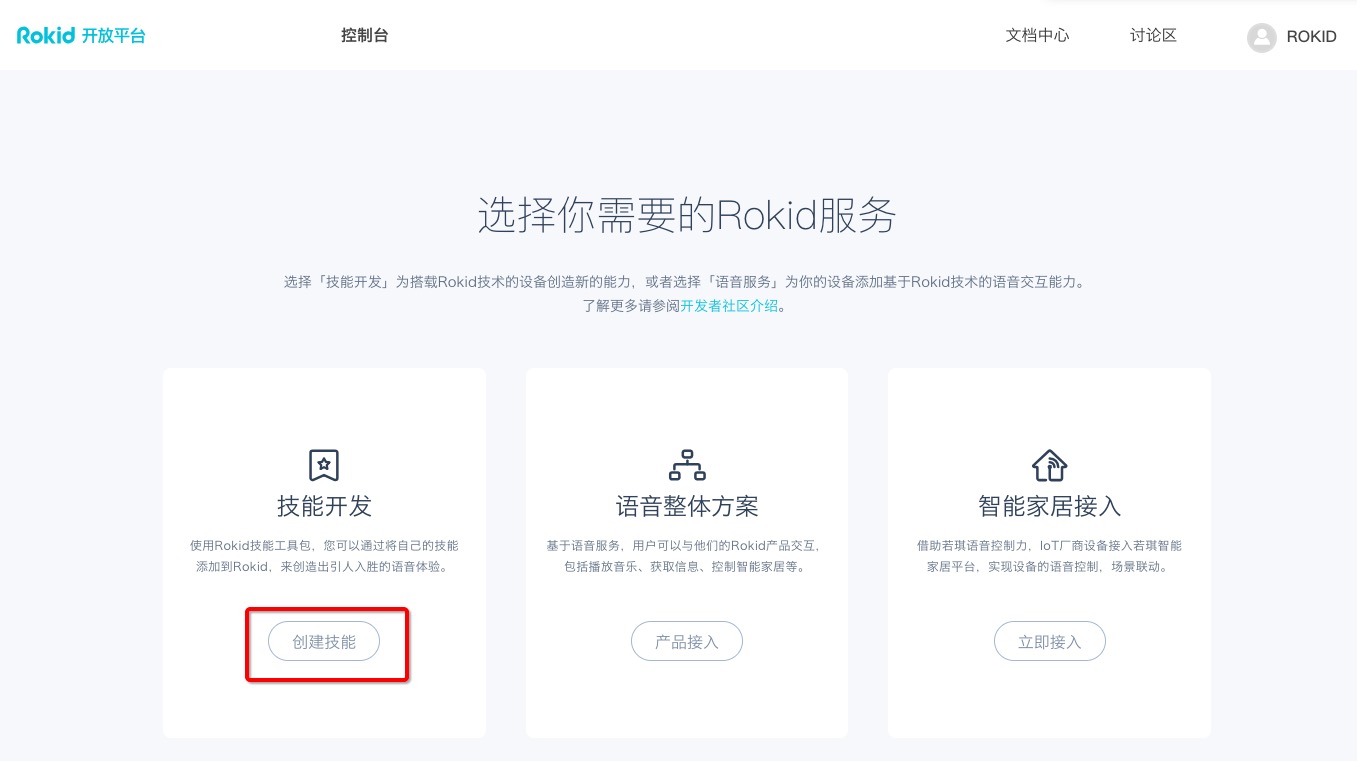 Rokid 开放平台
控制台
文档中心
讨论区
ROKID
选择你需要的Rokid服务
选择「技能开发」为搭载Rokid技术的设备创造新的能力，或者选择「语音服务」为你的设备添加基于Rokid技术的语音交互能力。
了解更多请参阅开发者社区介绍。
技能开发
使用Rokid技能工具包，您可以通过将自己的技能
添加到Rokid，来创造出引人入胜的语音体验。
创建技能
语音整体方案
基于语音服务，用户可以与他们的Rokid产品交互，
包括播放音乐、获取信息、控制智能家居等。
产品接入
智能家居接入
借助若琪语音控制力，IoT厂商设备接入若琪智能
家居平台，实现设备的语音控制，场景联动。
立即接入